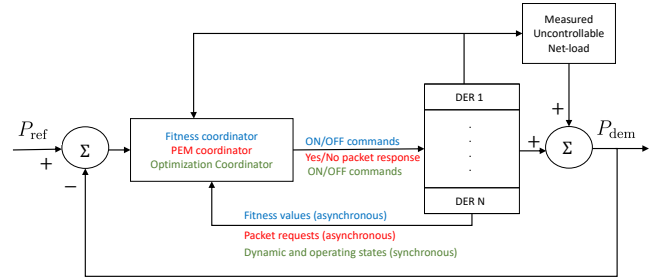 Measured
Uncontrollable
Net-load
DER 1
P_ref
+
Σ
−
Fitness coordinator
PEM coordinator
Optimization Coordinator
ON/OFF commands
Yes/No packet response
ON/OFF commands
.
.
.
.
DER N
+
+
Σ
P_dem
Fitness values (asynchronous)
Packet requests (asynchronous)
Dynamic and operating states (synchronous)